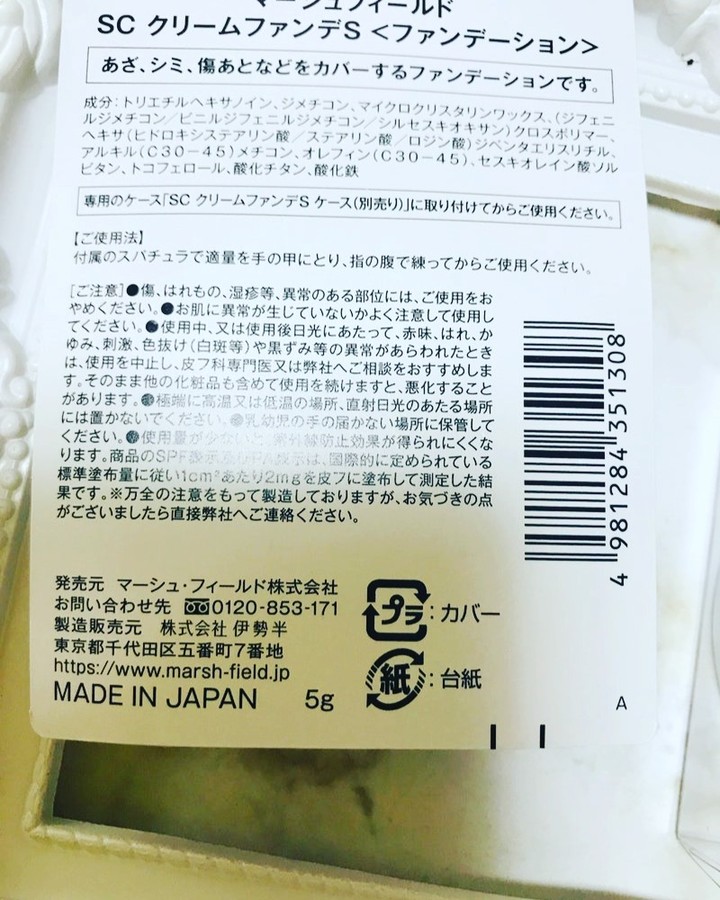 マーシュフィールド
SC クリームファンデS <ファンデーション>
あざ、シミ、傷あとなどをカバーするファンデーションです。
成分:トリエチルヘキサノイン、ジメチコン、マイクロクリスタリンワックス、(ジフェニ
ルジメチコン/ビニルジフェニルジメチコン/シルセスキオキサン)クロスポリマー、
ヘキサ(ヒドロキシステアリン酸/ステアリン酸/ロジン酸)ジペンタエリスリチル、
アルキル(C30-45)メチコン、オレフィン(C30-45)、セスキオレイン酸ソル
ビタン、トコフェロール、酸化チタン、酸化鉄
専用のケース「SC クリームファンデS ケース(別売り)」に取り付けてからご使用ください。
【ご使用法】
付属のスパチュラで適量を手の甲にとり、指の腹で練ってからご使用ください。
[ご注意]●傷、はれもの、湿疹等、異常のある部位には、ご使用をお
やめください。●お肌に異常が生じていないかよく注意して使用し
てください。●使用中、又は使用後日光にあたって、赤味、はれ、か
ゆみ、刺激、色抜け(白斑等)や黒ずみ等の異常があらわれたとき
は、使用を中止し、皮フ科専門医又は弊社へご相談をおすすめしま
す。そのまま他の化粧品も含めて使用を続けますと、悪化すること
があります。●極端に高温又は低温の場所、直射日光のあたる場所
には置かないでください。●乳幼児の手の届かない場所に保管して
ください。●使用量が少ないと、紫外線防止効果が得られにくくな
ります。商品のSPF表示及びPA表示は、国際的に定められている
標準塗布量に従い1cm²あたり2mgを皮フに塗布して測定した結
果です。※万全の注意をもって製造しておりますが、お気づきの点
がございましたら直接弊社へご連絡ください。
発売元 マーシュ・フィールド株式会社
お問い合わせ先 0120-853-171
製造販売元 株式会社 伊勢半
東京都千代田区五番町7番地
https://www.marsh-field.jp
MADE IN JAPAN 5g
プラ:カバー
紙:台紙
4 981284 351308
A